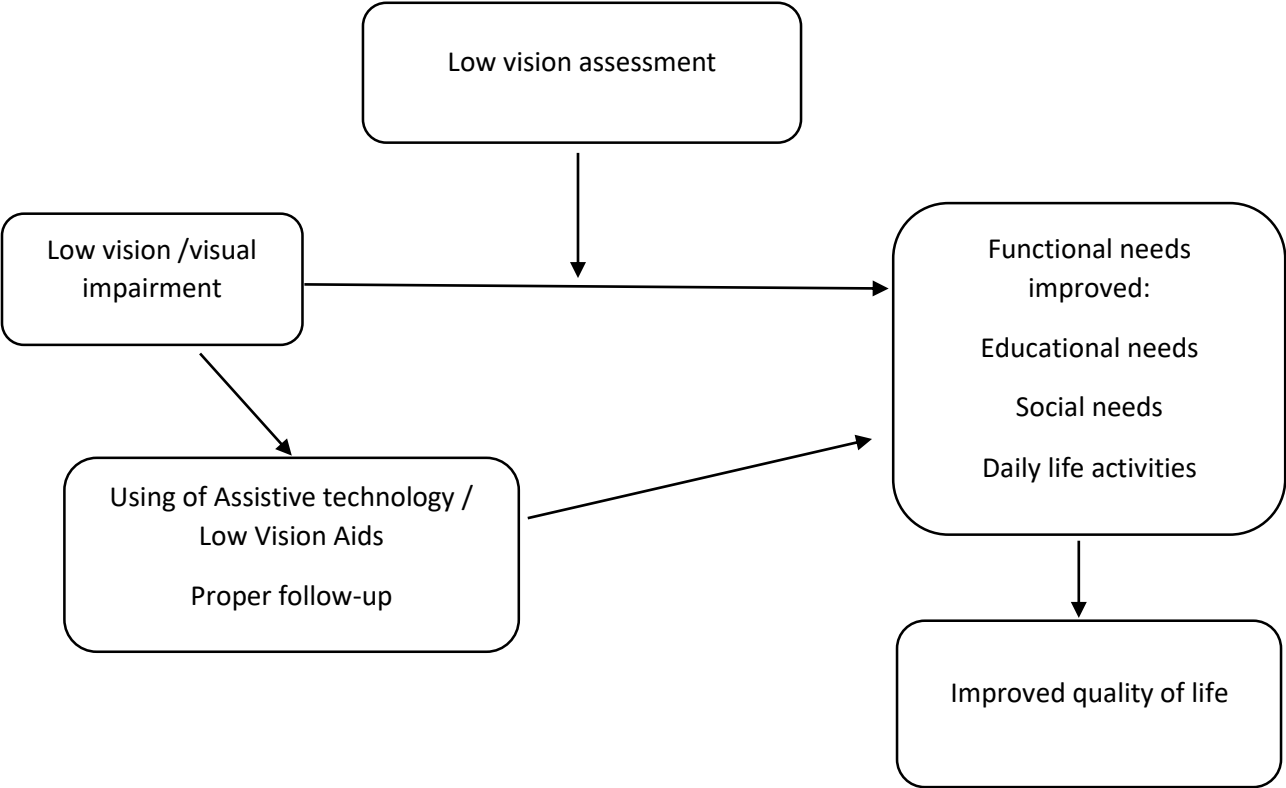 Low vision assessment
Low vision /visual
impairment
Functional needs
improved:
Educational needs
Social needs
Daily life activities
Using of Assistive technology /
Low Vision Aids
Proper follow-up
Improved quality of life